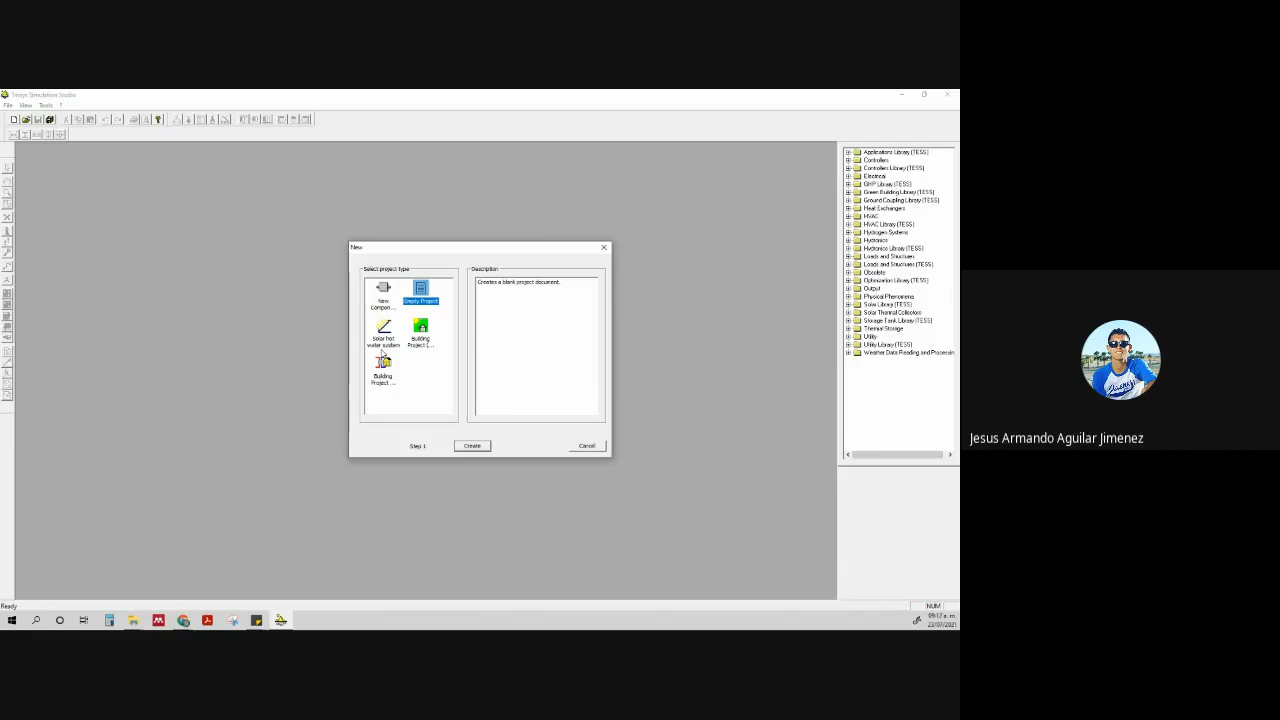 Trnsys Simulation Studio
File View Tools ?
New
Select project type
Description
New Compon...
Empty Project
Creates a blank project document.
Solar hot water system
Building Project (...
Building Project ...
Step 1
Create
Cancel
Applications Library (TESS)
Controllers
Controllers Library (TESS)
Electrical
GHP Library (TESS)
Green Building Library (TESS)
Ground Coupling Library (TESS)
Heat Exchangers
HVAC
HVAC Library (TESS)
Hydrogen Systems
Hydronics
Hydronics Library (TESS)
Loads and Structures
Loads and Structures (TESS)
Obsolete
Optimization Library (TESS)
Output
Physical Phenomena
Solar Library (TESS)
Solar Thermal Collectors
Storage Tank Library (TESS)
Thermal Storage
Utility
Utility Library (TESS)
Weather Data Reading and Processin
Jesus Armando Aguilar Jimenez
Ready
NUM
09:12 a. m.
23/07/2021